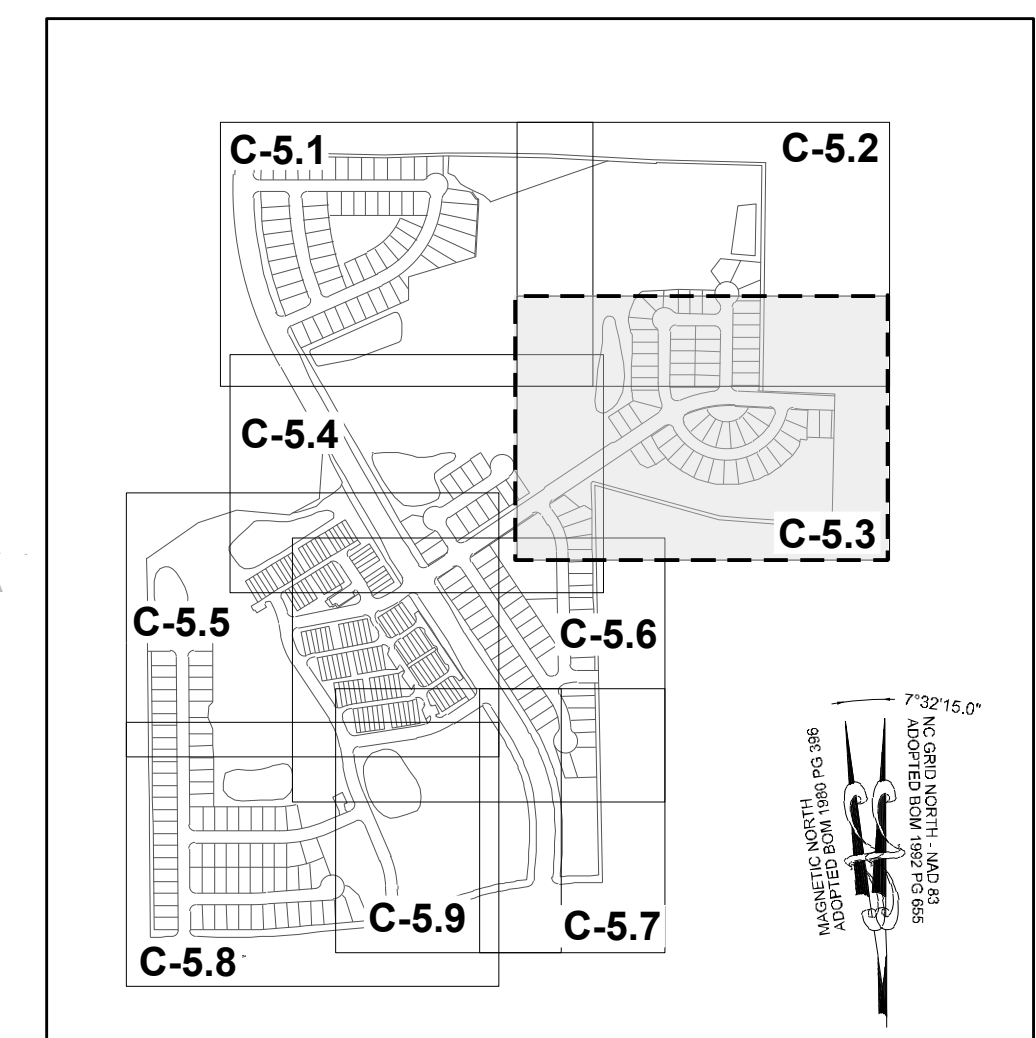 C-5.1
C-5.2
C-5.4
C-5.3
C-5.5
C-5.6
7°32'15.0"
MAGNETIC NORTH
ADOPTED BOM 1980 PG 396
NC GRID NORTH - NAD 83
ADOPTED BOM 1992 PG 655
C-5.9
C-5.7
C-5.8